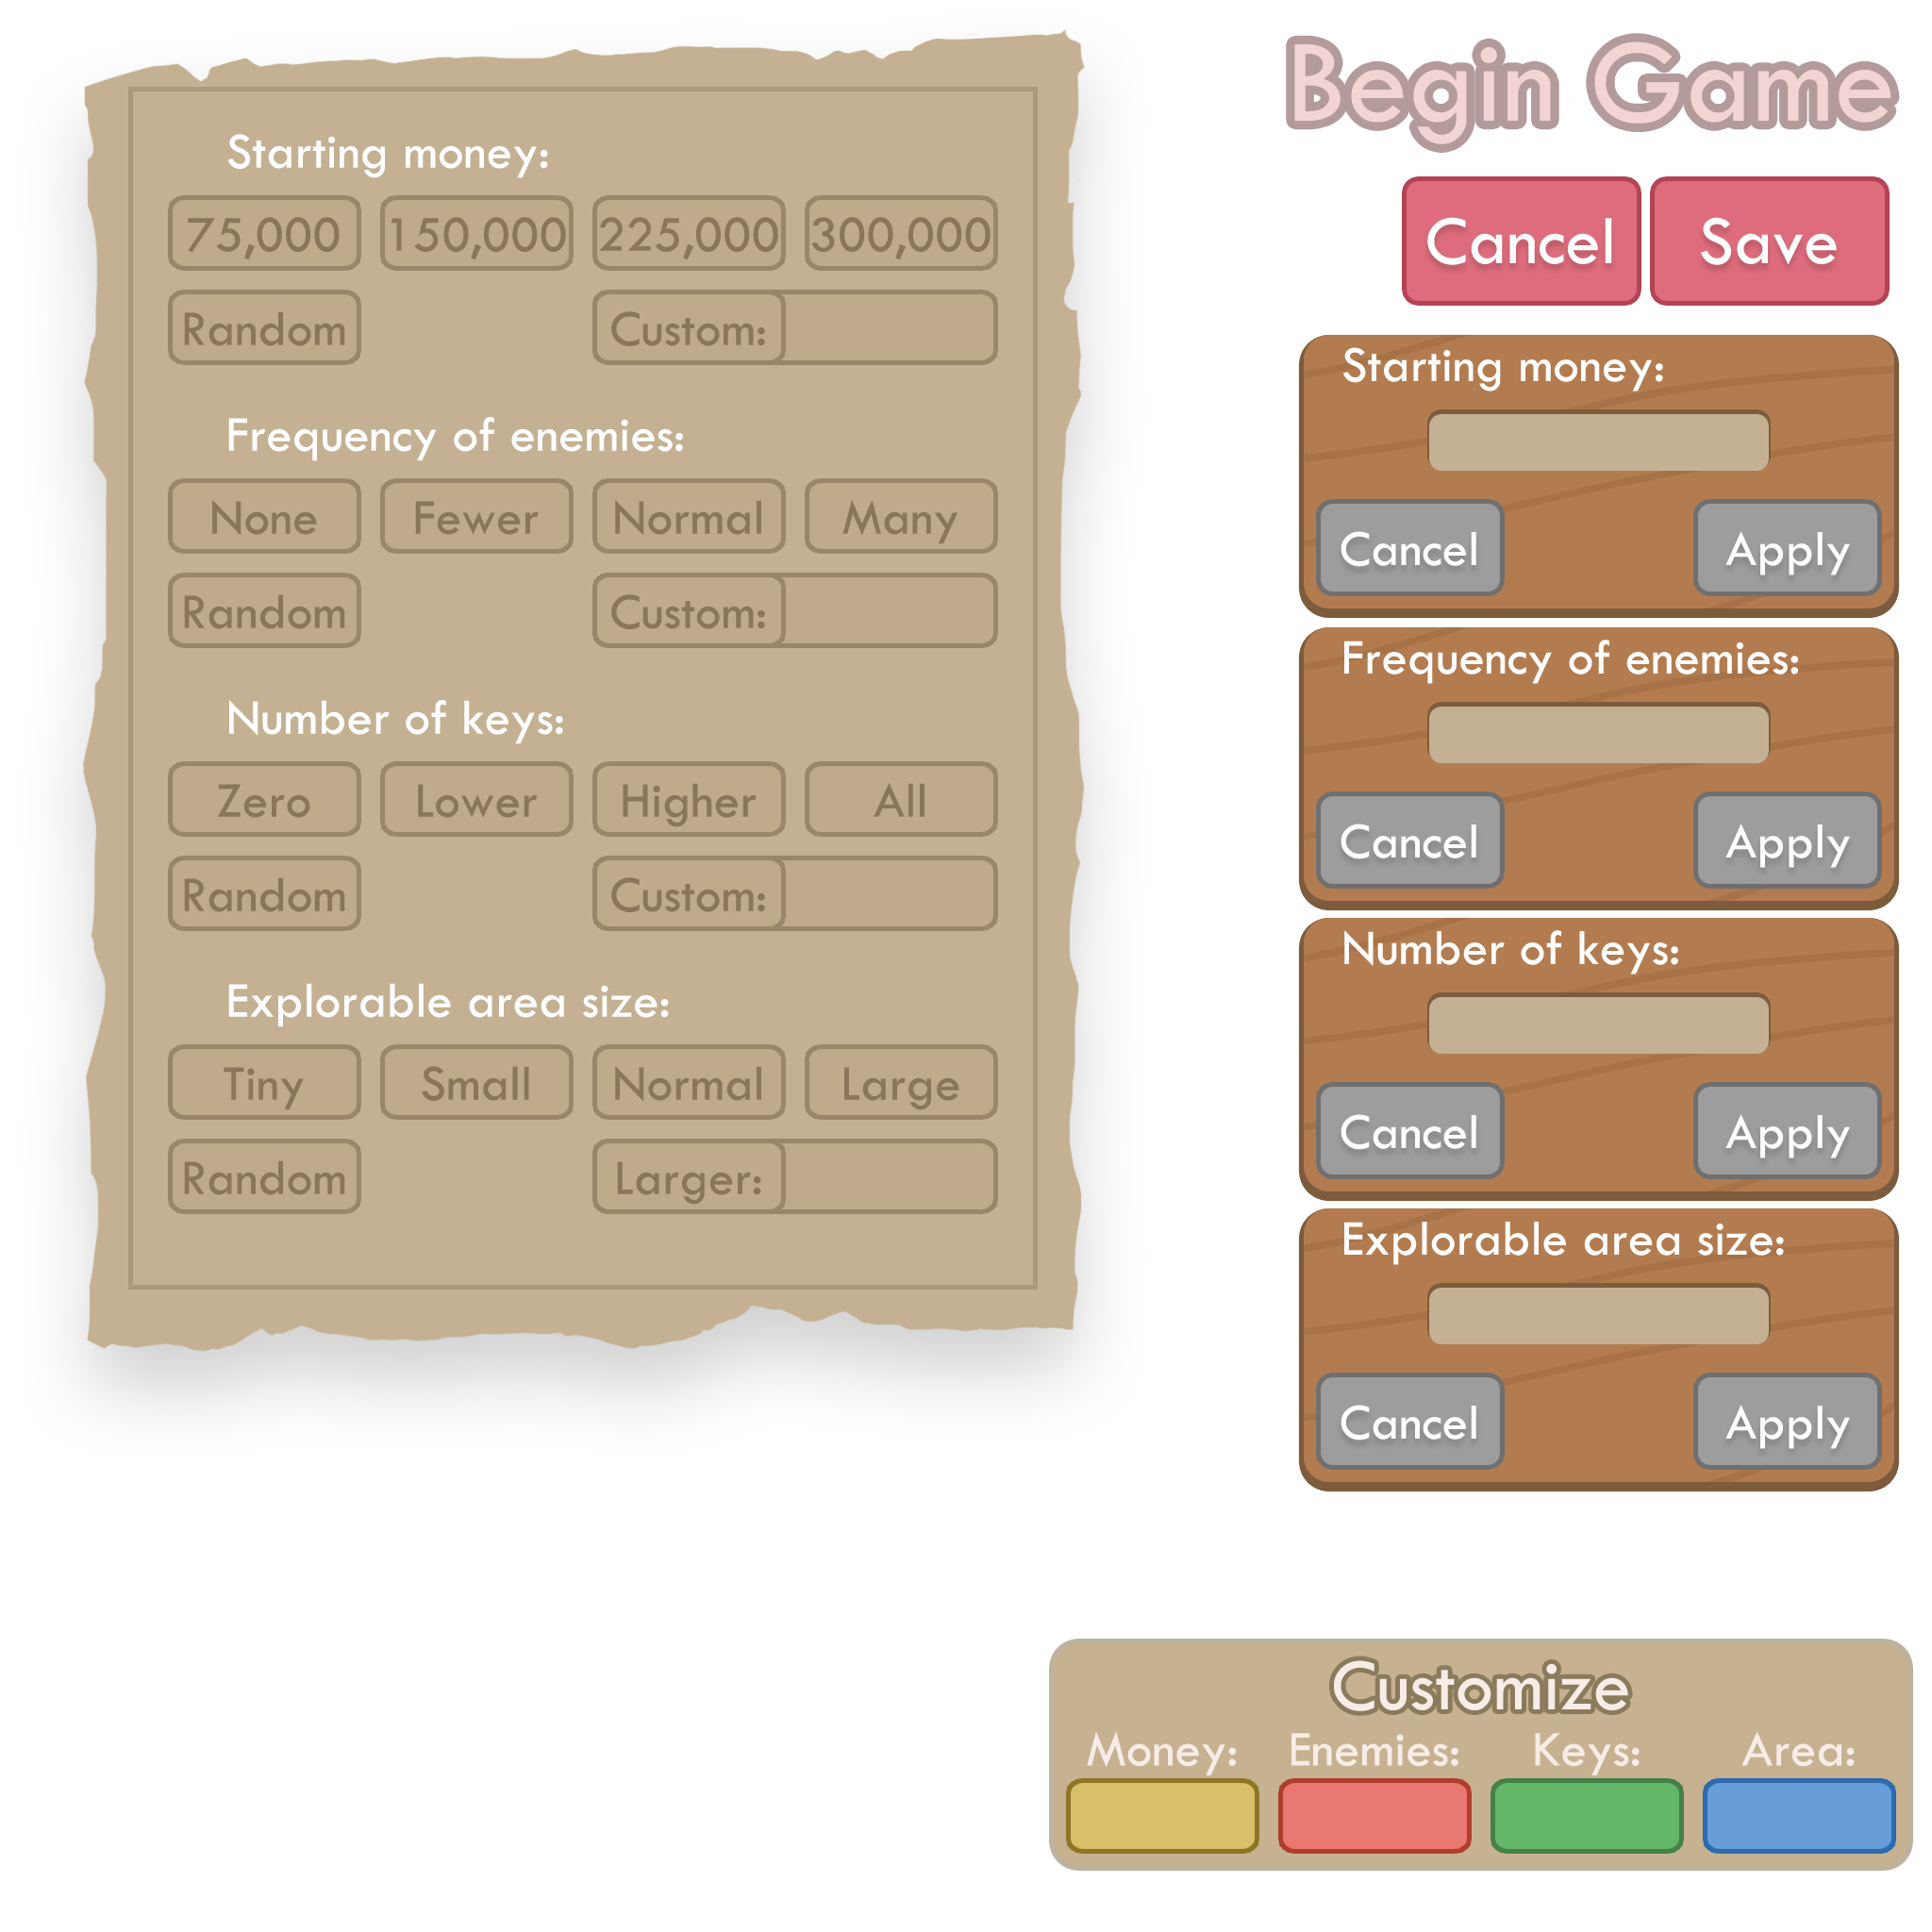 Starting money:
75,000 150,000 225,000 300,000
Random Custom:
Frequency of enemies:
None Fewer Normal Many
Random Custom:
Number of keys:
Zero Lower Higher All
Random Custom:
Explorable area size:
Tiny Small Normal Large
Random Larger:
Begin Game
Cancel Save
Starting money:
Cancel Apply
Frequency of enemies:
Cancel Apply
Number of keys:
Cancel Apply
Explorable area size:
Cancel Apply
Customize
Money: Enemies: Keys: Area: